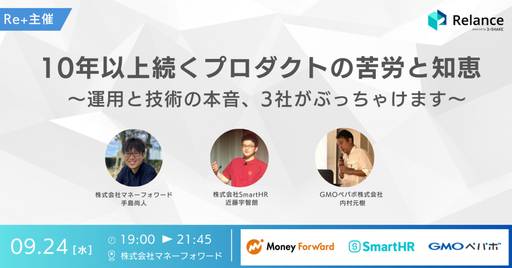 Re+主催
Relance
powered by 3-SHAKE
10年以上続くプロダクトの苦労と知恵
〜運用と技術の本音、3社がぶっちゃけます〜
株式会社マネーフォワード
手島尚人
株式会社SmartHR
近藤宇智朗
GMOペパボ株式会社
内村元樹
09.24 [水]
19:00 ▶ 21:45
株式会社マネーフォワード
Money Forward
SmartHR
GMOペパボ